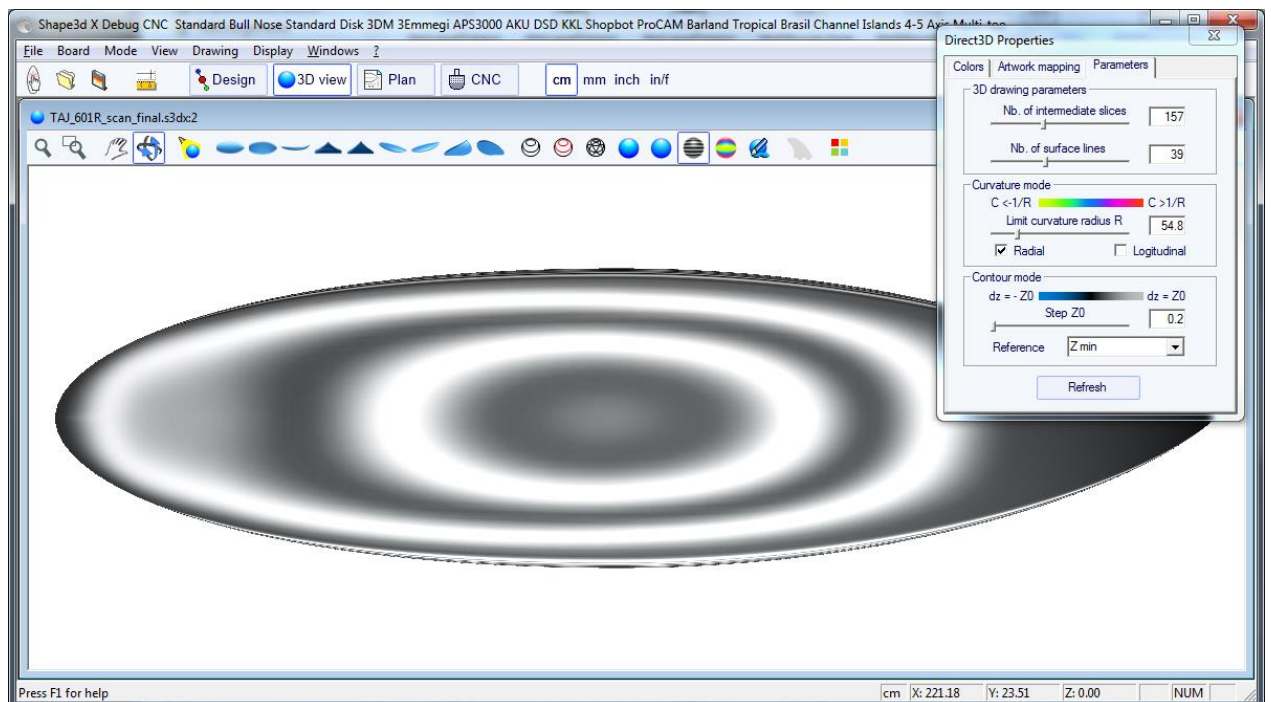 Shape3d X Debug CNC Standard Bull Nose Standard Disk 3DM 3Emmegi APS3000 AKU DSD KKL Shopbot ProCAM Barland Tropical Brasil Channel Islands 4-5 Axis Multi-top
File Board Mode View Drawing Display Windows ?
Design 3D view Plan CNC cm mm inch in/f
TAJ_601R_scan_final.s3dx:2
Direct3D Properties
Colors Artwork mapping Parameters
3D drawing parameters
Nb. of intermediate slices 157
Nb. of surface lines 39
Curvature mode
C <-1/R C >1/R
Limit curvature radius R 54.8
Radial Logitudinal
Contour mode
dz = - Z0 dz = Z0
Step Z0 0.2
Reference Z min
Refresh
Press F1 for help cm X: 221.18 Y: 23.51 Z: 0.00 NUM